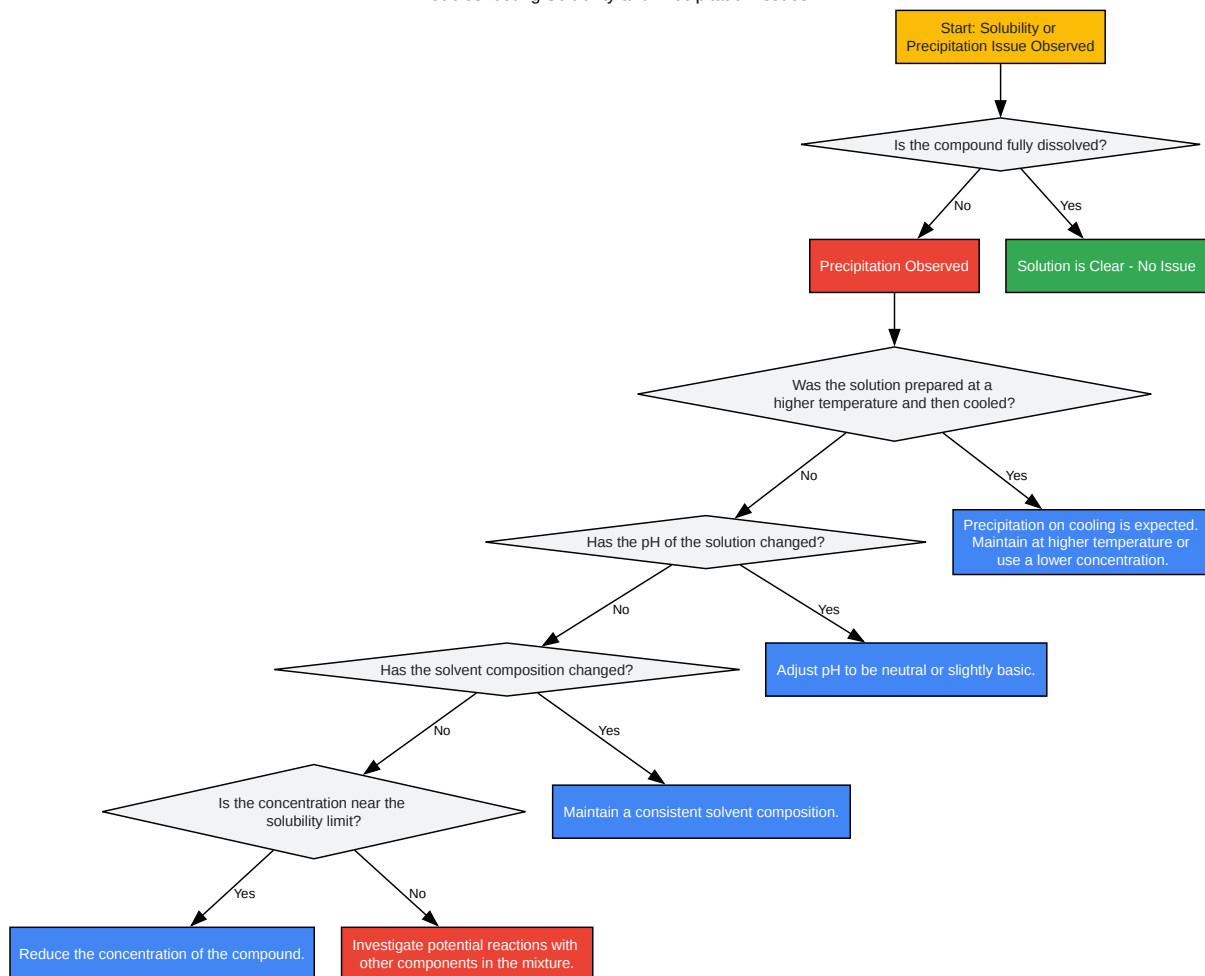 Start: Solubility or
Precipitation Issue Observed
Is the compound fully dissolved?
No
Yes
Precipitation Observed
Solution is Clear - No Issue
Was the solution prepared at a
higher temperature and then cooled?
No
Yes
Precipitation on cooling is expected.
Maintain at higher temperature or
use a lower concentration.
Has the pH of the solution changed?
No
Yes
Adjust pH to be neutral or slightly basic.
Has the solvent composition changed?
No
Yes
Maintain a consistent solvent composition.
Is the concentration near the
solubility limit?
Yes
No
Reduce the concentration of the compound.
Investigate potential reactions with
other components in the mixture.